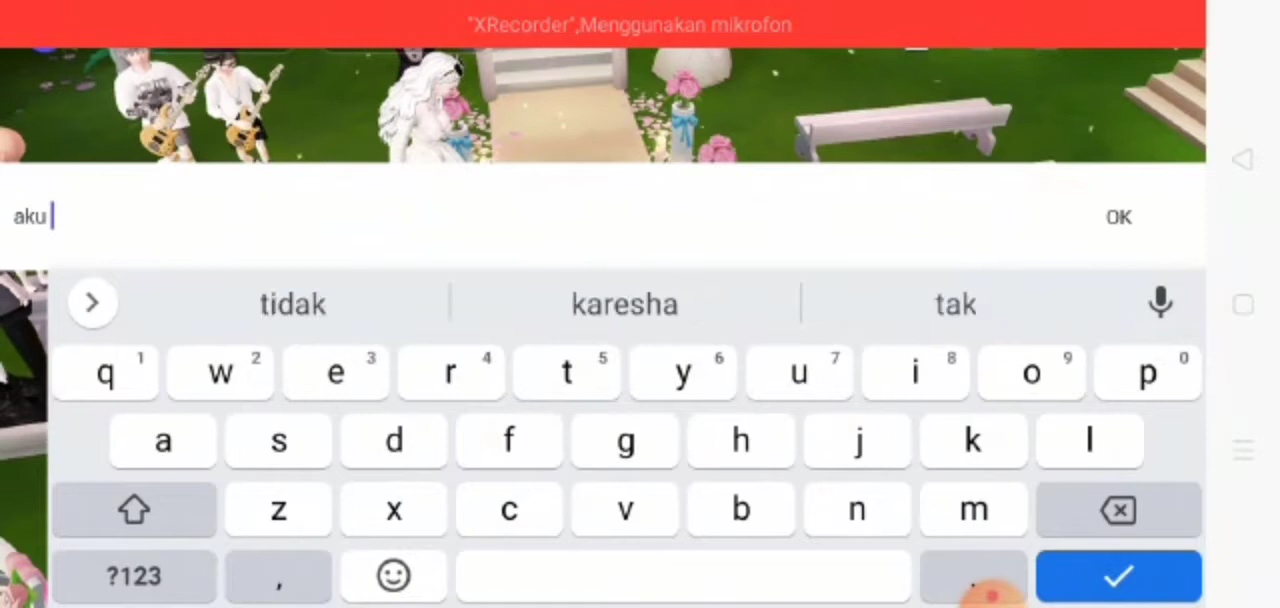 "XRecorder",Menggunakan mikrofon
aku
OK
tidak karesha tak
q 1 w 2 e 3 r 4 t 5 y 6 u 7 i 8 o 9 p 0
a s d f g h j k l
z x c v b n m
?123 , .